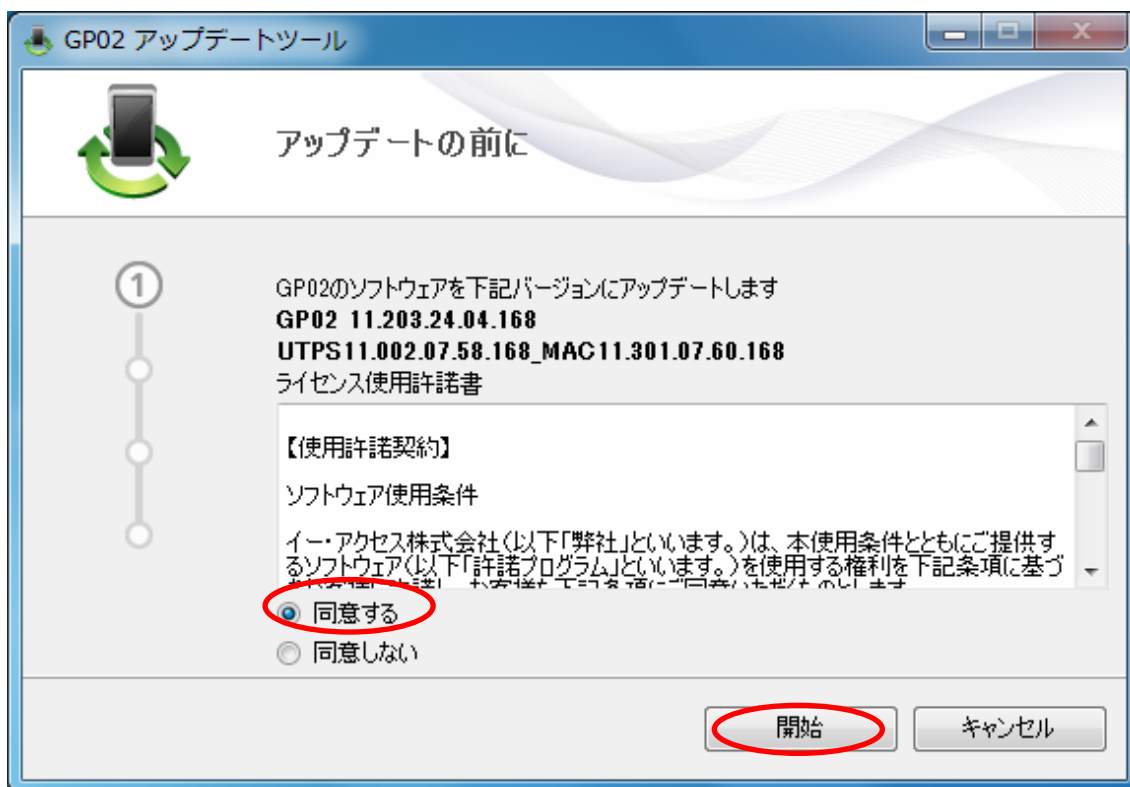 GP02 アップデートツール
アップデートの前に
1
GP02のソフトウェアを下記バージョンにアップデートします
GP02 11.203.24.04.168
UTPS11.002.07.58.168_MAC11.301.07.60.168
ライセンス使用許諾書
【使用許諾契約】
ソフトウェア使用条件
イー・アクセス株式会社(以下「弊社」といいます。)は、本使用条件とともにご提供す
るソフトウェア(以下「許諾プログラム」といいます。)を使用する権利を下記条項に基づ
同意する
同意しない
開始
キャンセル